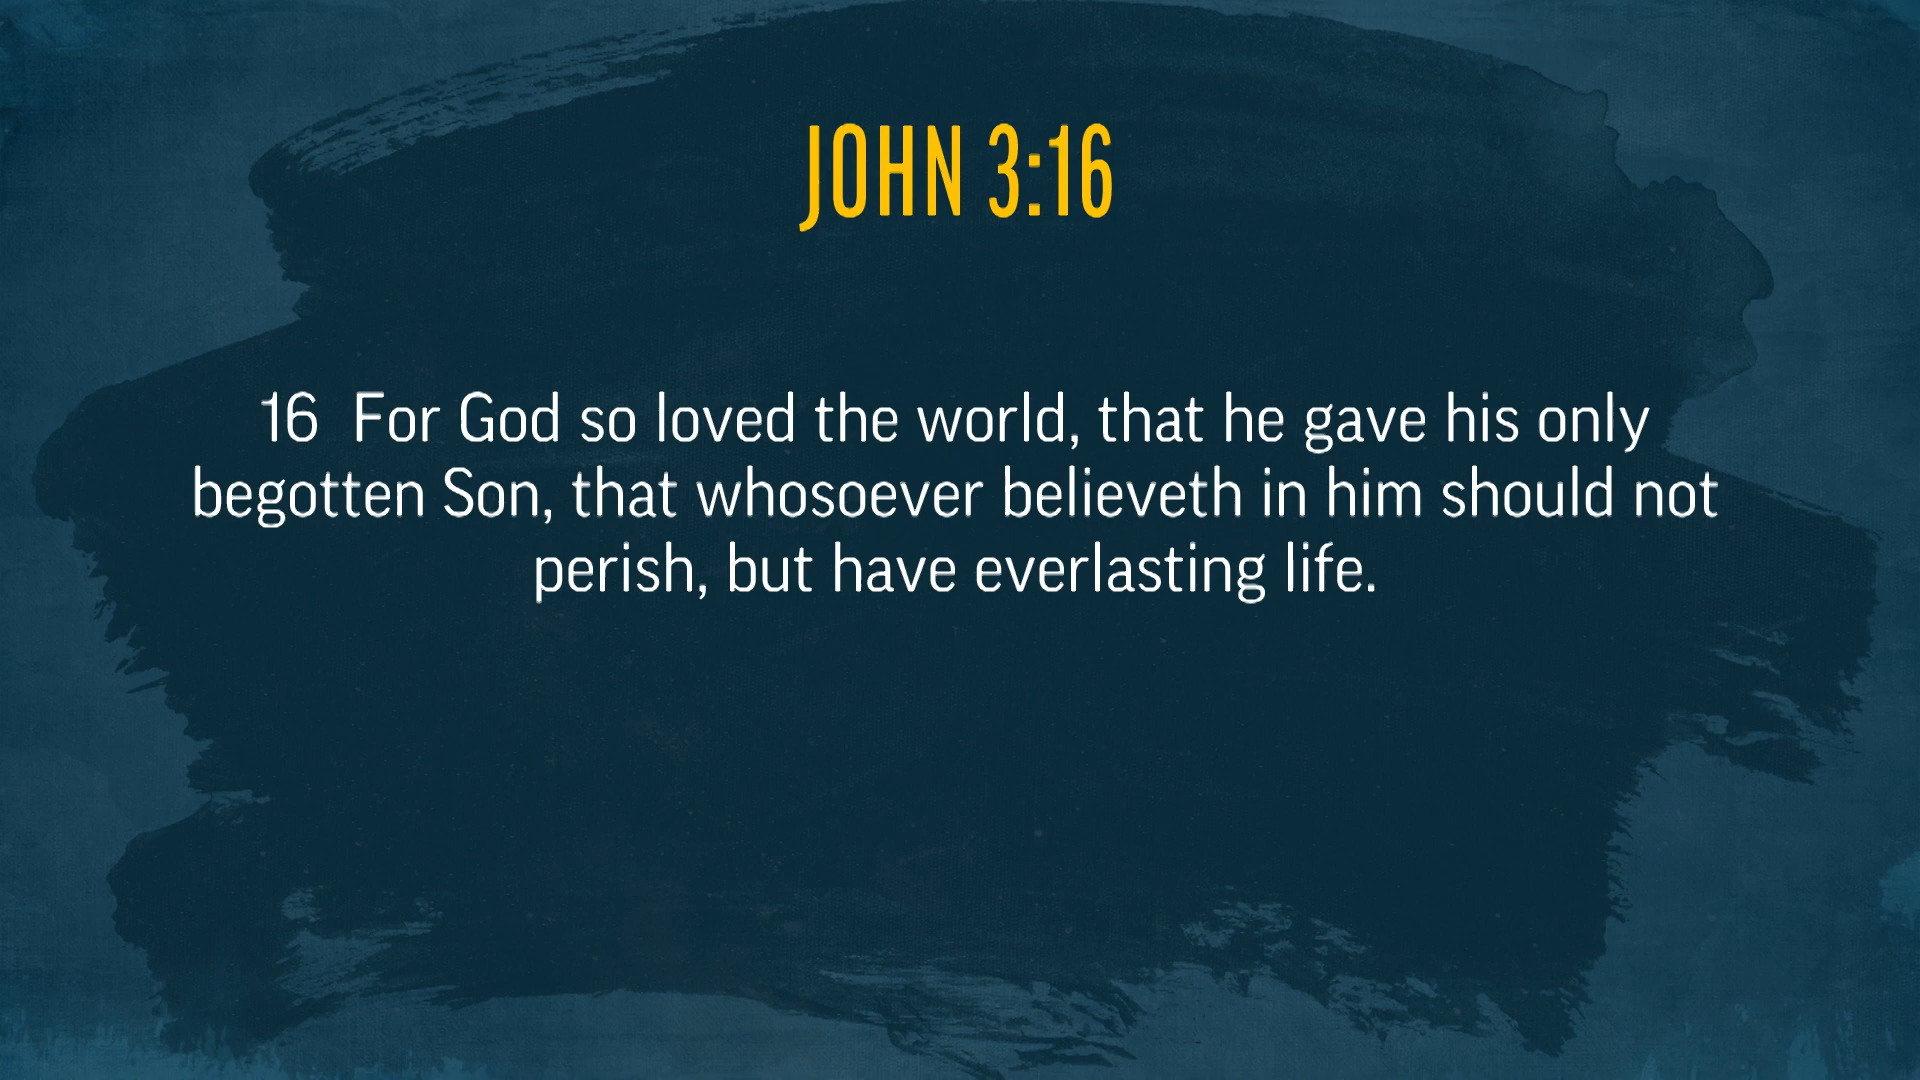 JOHN 3:16
16 For God so loved the world, that he gave his only
begotten Son, that whosoever believeth in him should not
perish, but have everlasting life.